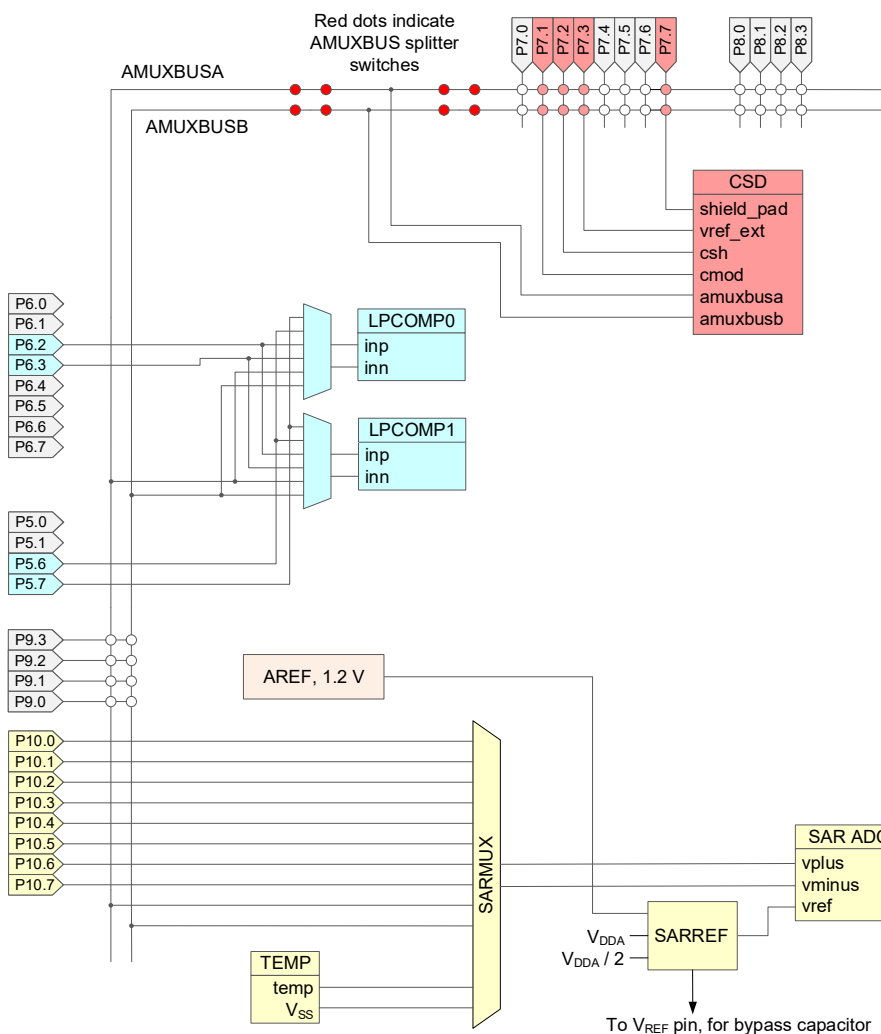 Red dots indicate
AMUXBUS splitter
switches
P7.0
P7.1
P7.2
P7.3
P7.4
P7.5
P7.6
P7.7
P8.0
P8.1
P8.2
P8.3
AMUXBUSA
AMUXBUSB
CSD
shield_pad
vref_ext
csh
cmod
amuxbusa
amuxbusb
P6.0
P6.1
P6.2
P6.3
P6.4
P6.5
P6.6
P6.7
LPCOMP0
inp
inn
LPCOMP1
inp
inn
P5.0
P5.1
P5.6
P5.7
P9.3
P9.2
P9.1
P9.0
AREF, 1.2 V
P10.0
P10.1
P10.2
P10.3
P10.4
P10.5
P10.6
P10.7
SARMUX
SAR ADC
vplus
vminus
vref
SARREF
VDDA
VDDA / 2
TEMP
temp
VSS
To VREF pin, for bypass capacitor